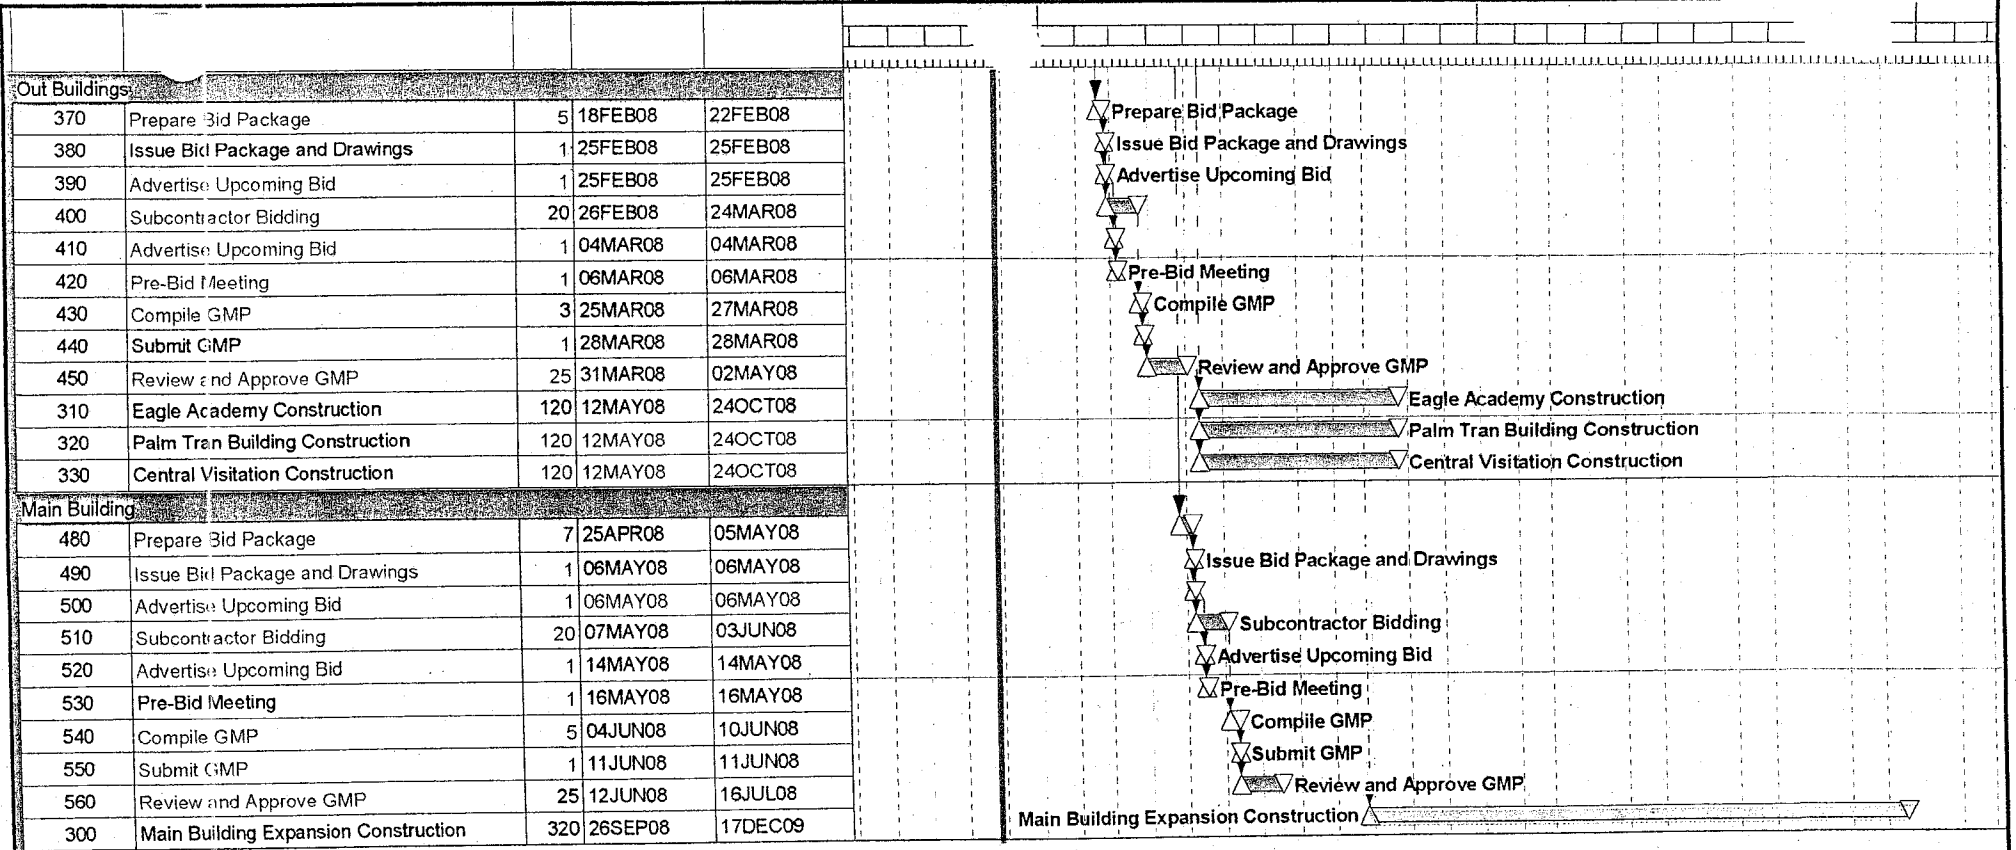 Out Buildings
370 Prepare Bid Package 5 18FEB08 22FEB08 Prepare Bid Package
380 Issue Bid Package and Drawings 1 25FEB08 25FEB08 Issue Bid Package and Drawings
390 Advertise Upcoming Bid 1 25FEB08 25FEB08 Advertise Upcoming Bid
400 Subcontractor Bidding 20 26FEB08 24MAR08
410 Advertise Upcoming Bid 1 04MAR08 04MAR08
420 Pre-Bid Meeting 1 06MAR08 06MAR08 Pre-Bid Meeting
430 Compile GMP 3 25MAR08 27MAR08 Compile GMP
440 Submit GMP 1 28MAR08 28MAR08
450 Review and Approve GMP 25 31MAR08 02MAY08 Review and Approve GMP
310 Eagle Academy Construction 120 12MAY08 24OCT08 Eagle Academy Construction
320 Palm Tran Building Construction 120 12MAY08 24OCT08 Palm Tran Building Construction
330 Central Visitation Construction 120 12MAY08 24OCT08 Central Visitation Construction
Main Building
480 Prepare Bid Package 7 25APR08 05MAY08
490 Issue Bid Package and Drawings 1 06MAY08 06MAY08 Issue Bid Package and Drawings
500 Advertise Upcoming Bid 1 06MAY08 06MAY08
510 Subcontractor Bidding 20 07MAY08 03JUN08 Subcontractor Bidding
520 Advertise Upcoming Bid 1 14MAY08 14MAY08 Advertise Upcoming Bid
530 Pre-Bid Meeting 1 16MAY08 16MAY08 Pre-Bid Meeting
540 Compile GMP 5 04JUN08 10JUN08 Compile GMP
550 Submit GMP 1 11JUN08 11JUN08 Submit GMP
560 Review and Approve GMP 25 12JUN08 16JUL08 Review and Approve GMP
300 Main Building Expansion Construction 320 26SEP08 17DEC09 Main Building Expansion Construction